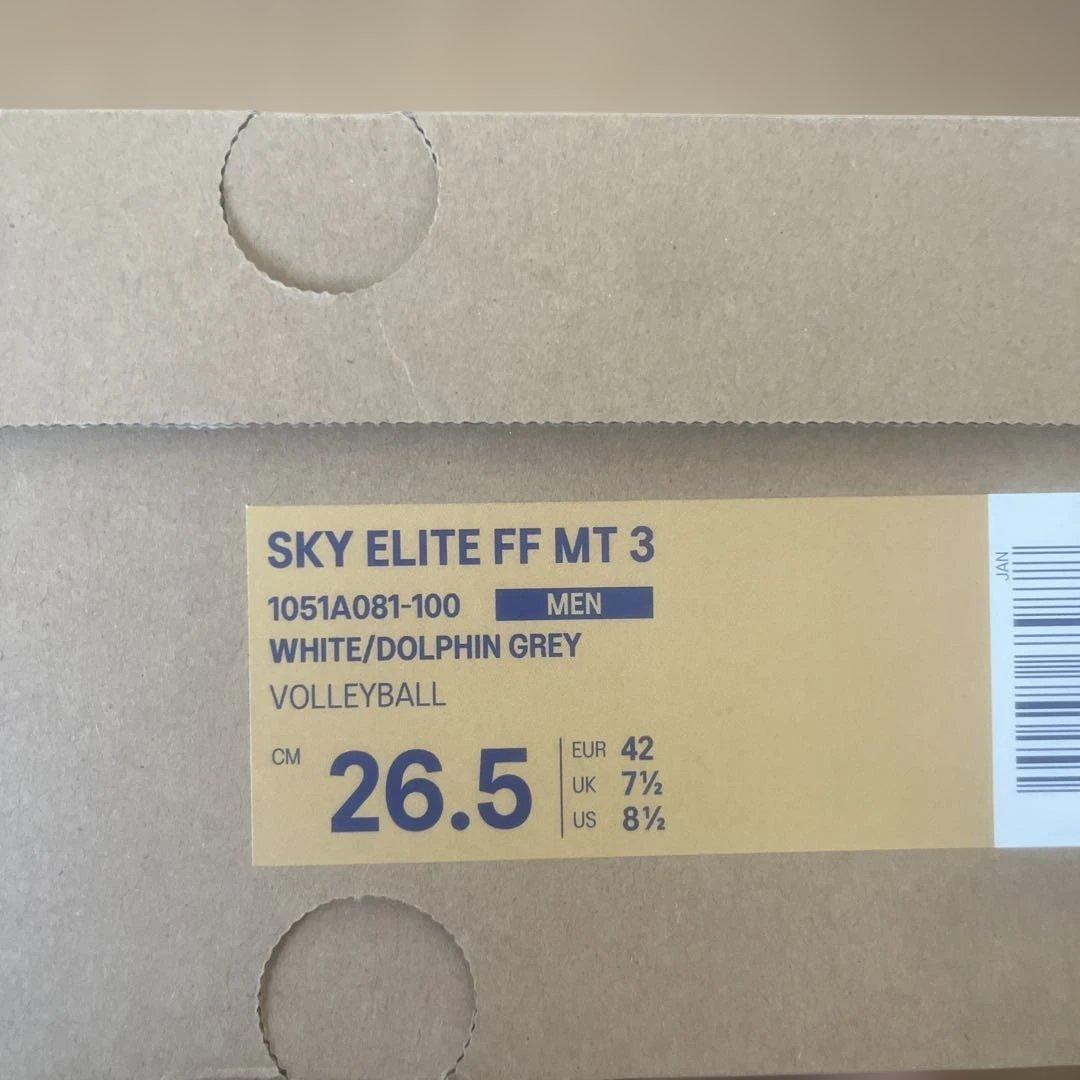 SKY ELITE FF MT 3
1051A081-100 MEN
WHITE/DOLPHIN GREY
VOLLEYBALL
CM 26.5
EUR 42
UK 7½
US 8½
JAN